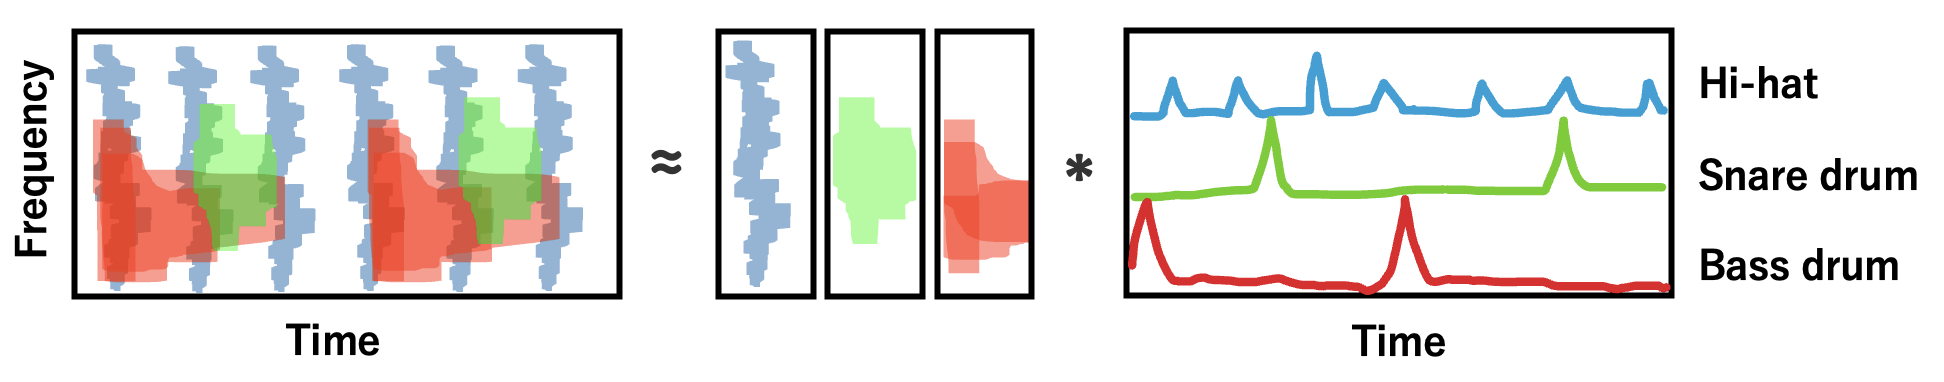 Frequency
Time
≈
*
Hi-hat
Snare drum
Bass drum
Time